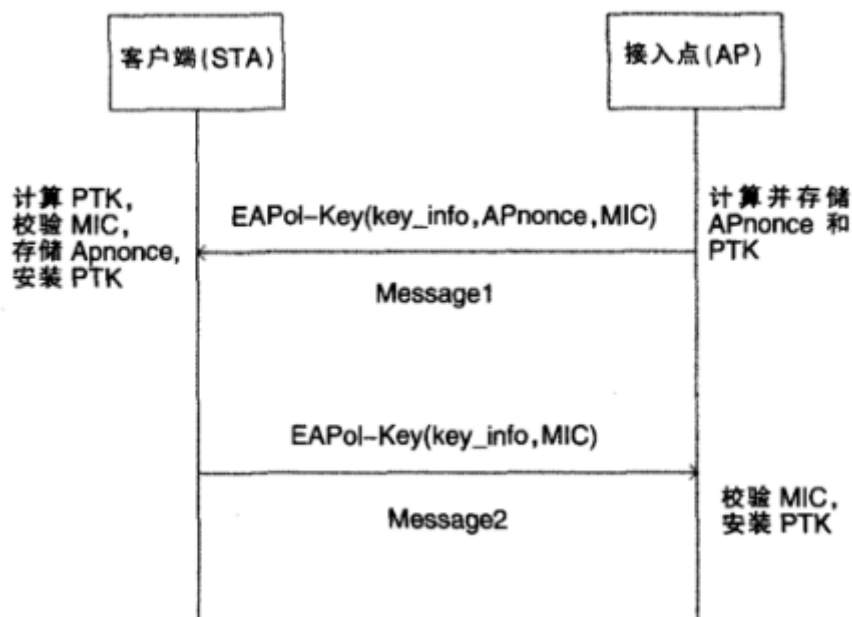 客户端(STA)
接入点(AP)
计算 PTK,
校验 MIC,
存储 Apnonce,
安装 PTK
EAPol-Key(key_info,APnonce,MIC)
Message1
计算并存储
APnonce 和
PTK
EAPol-Key(key_info,MIC)
Message2
校验 MIC,
安装 PTK